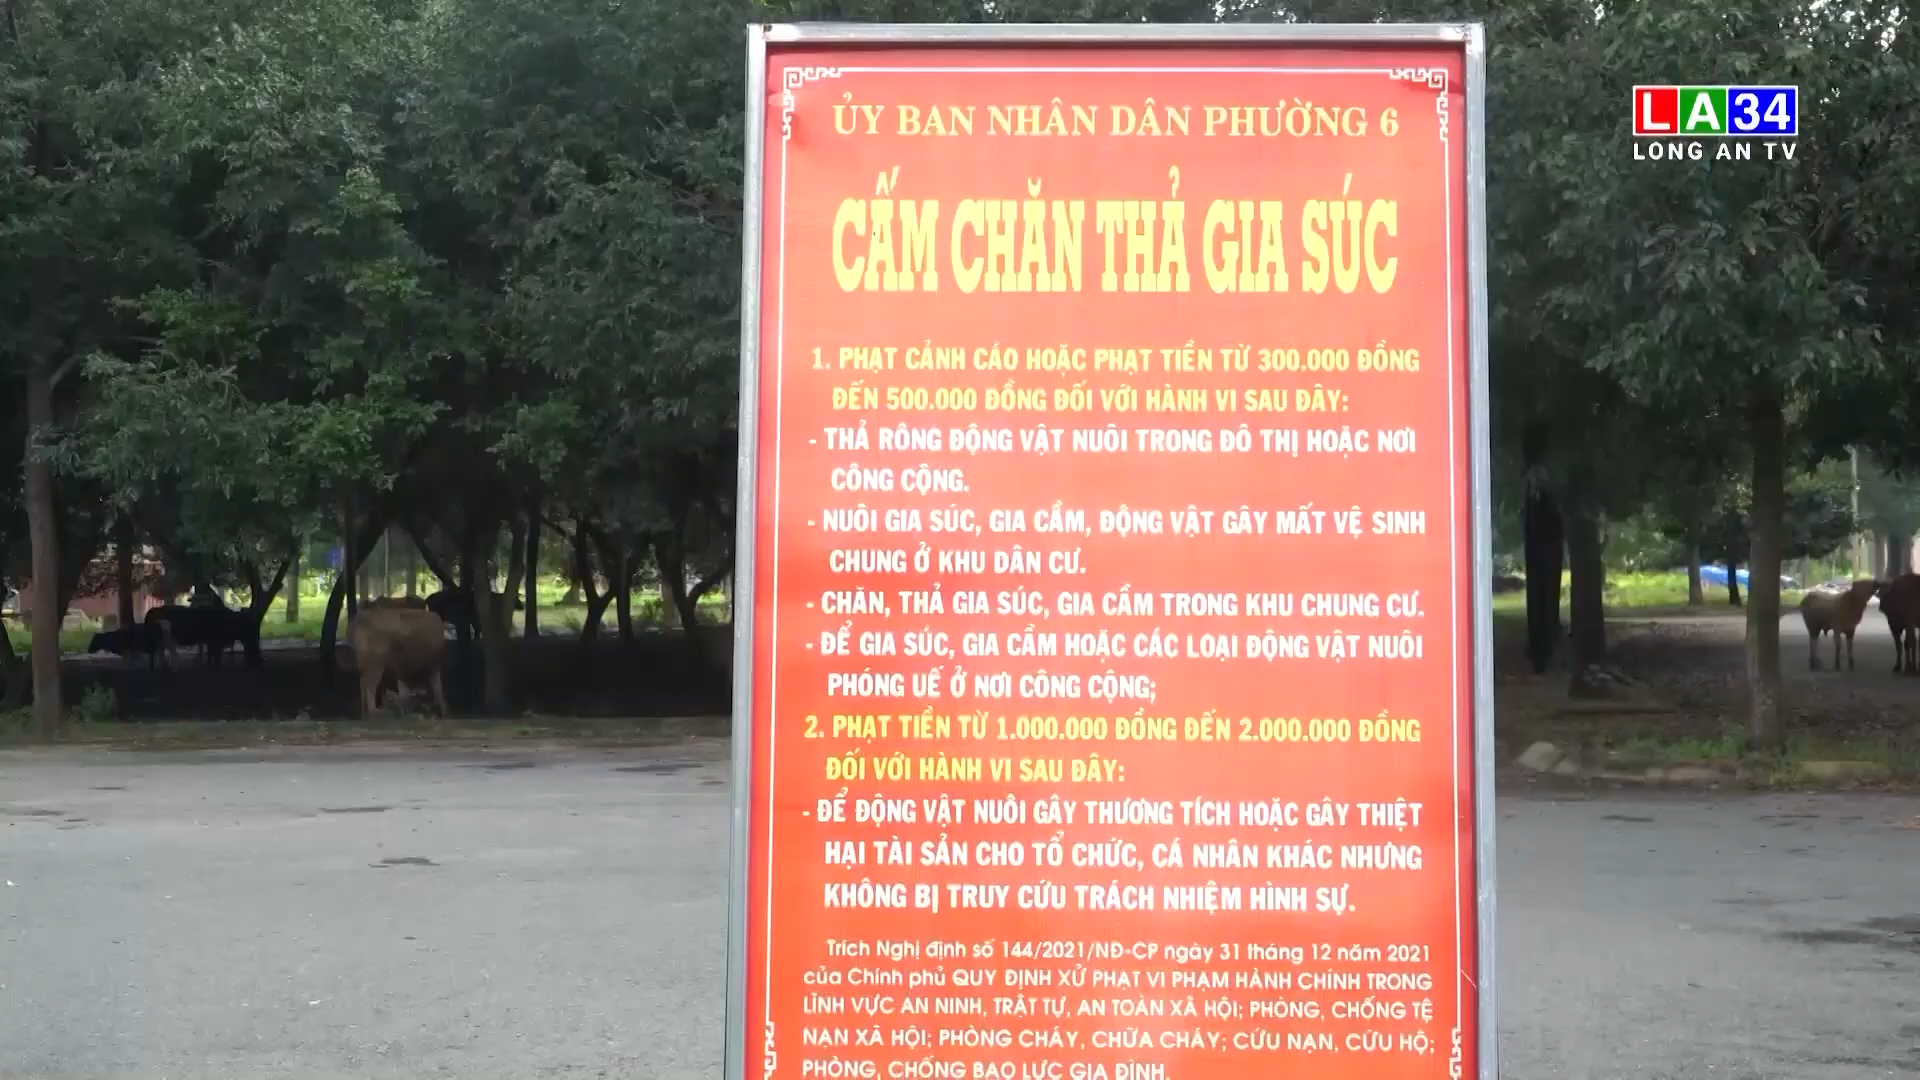 ỦY BAN NHÂN DÂN PHƯỜNG 6
CẤM CHĂN THẢ GIA SÚC
1. PHẠT CẢNH CÁO HOẶC PHẠT TIỀN TỪ 300.000 ĐỒNG
ĐẾN 500.000 ĐỒNG ĐỐI VỚI HÀNH VI SAU ĐÂY:
- THẢ RÔNG ĐỘNG VẬT NUÔI TRONG ĐÔ THỊ HOẶC NƠI
CÔNG CỘNG.
- NUÔI GIA SÚC, GIA CẦM, ĐỘNG VẬT GÂY MẤT VỆ SINH
CHUNG Ở KHU DÂN CƯ.
- CHĂN, THẢ GIA SÚC, GIA CẦM TRONG KHU CHUNG CƯ.
- ĐỂ GIA SÚC, GIA CẦM HOẶC CÁC LOẠI ĐỘNG VẬT NUÔI
PHÓNG UẾ Ở NƠI CÔNG CỘNG;
2. PHẠT TIỀN TỪ 1.000.000 ĐỒNG ĐẾN 2.000.000 ĐỒNG
ĐỐI VỚI HÀNH VI SAU ĐÂY:
- ĐỂ ĐỘNG VẬT NUÔI GÂY THƯƠNG TÍCH HOẶC GÂY THIỆT
HẠI TÀI SẢN CHO TỔ CHỨC, CÁ NHÂN KHÁC NHƯNG
KHÔNG BỊ TRUY CỨU TRÁCH NHIỆM HÌNH SỰ.
Trích Nghị định số 144/2021/NĐ-CP ngày 31 tháng 12 năm 2021
của Chính phủ QUY ĐỊNH XỬ PHẠT VI PHẠM HÀNH CHÍNH TRONG
LĨNH VỰC AN NINH, TRẬT TỰ, AN TOÀN XÃ HỘI; PHÒNG, CHỐNG TỆ
NẠN XÃ HỘI; PHÒNG CHÁY, CHỮA CHÁY; CỨU NẠN, CỨU HỘ;
PHÒNG, CHỐNG BẠO LỰC GIA ĐÌNH.
LA34
LONG AN TV